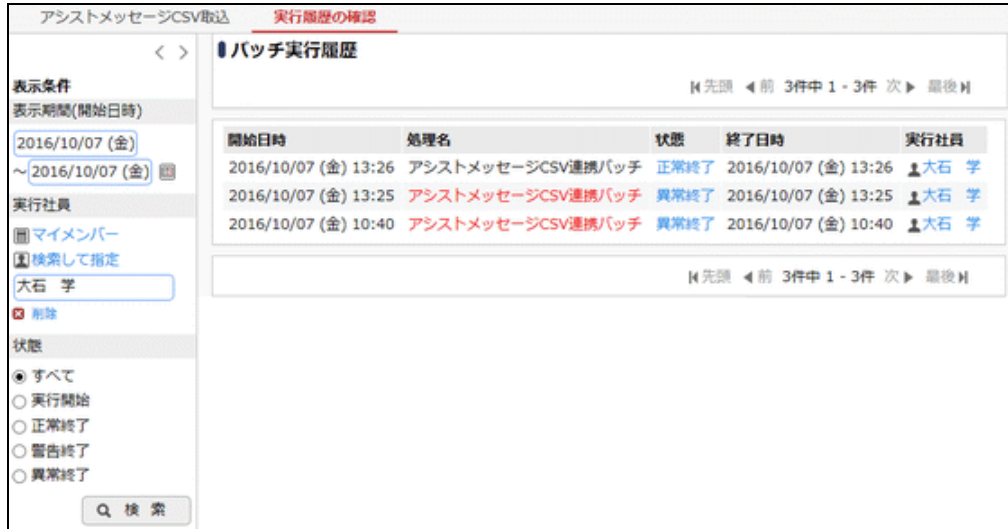 アシストメッセージCSV取込 実行履歴の確認
< >
表示条件
表示期間(開始日時)
2016/10/07 (金)
～ 2016/10/07 (金)
実行社員
マイメンバー
検索して指定
大石 学
削除
状態
すべて
実行開始
正常終了
警告終了
異常終了
検 索
バッチ実行履歴
先頭 前 3件中 1 - 3件 次 最後
開始日時 処理名 状態 終了日時 実行社員
2016/10/07 (金) 13:26 アシストメッセージCSV連携バッチ 正常終了 2016/10/07 (金) 13:26 大石 学
2016/10/07 (金) 13:25 アシストメッセージCSV連携バッチ 異常終了 2016/10/07 (金) 13:25 大石 学
2016/10/07 (金) 10:40 アシストメッセージCSV連携バッチ 異常終了 2016/10/07 (金) 10:40 大石 学
先頭 前 3件中 1 - 3件 次 最後